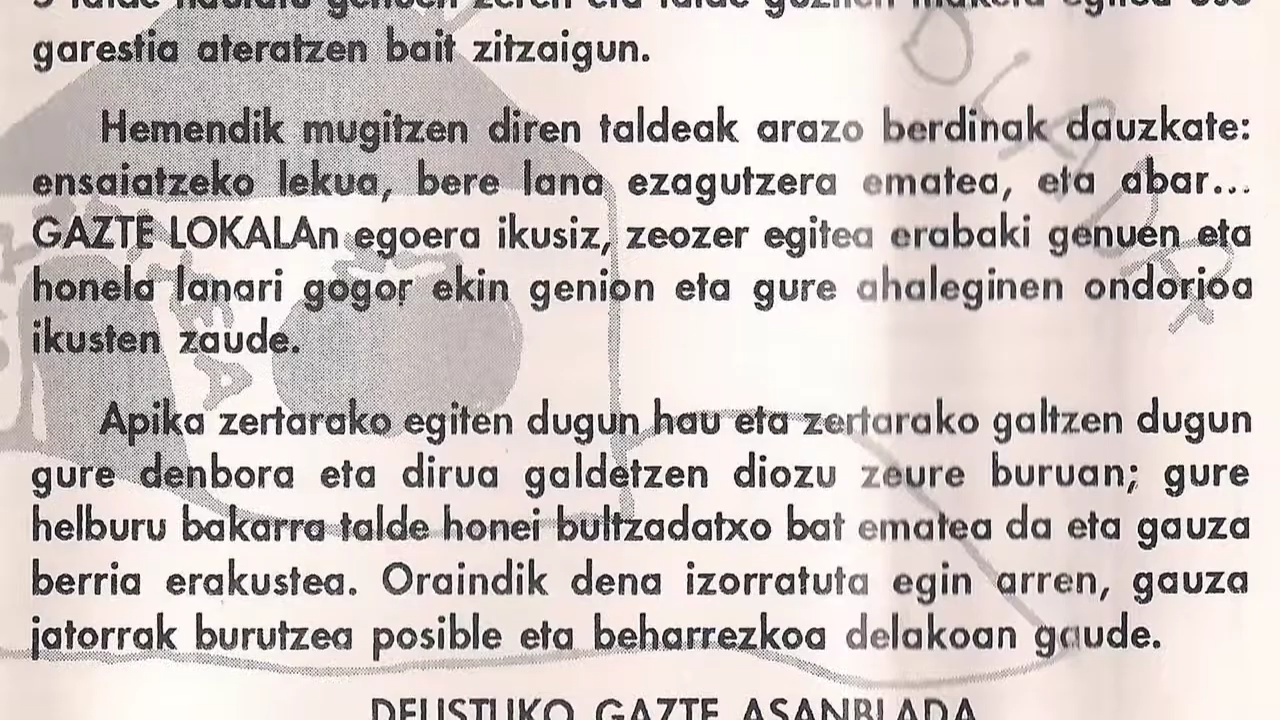 garestia ateratzen bait zitzaigun.
Hemendik mugitzen diren taldeak arazo berdinak dauzkate:
ensaiatzeko lekua, bere lana ezagutzera ematea, eta abar...
GAZTE LOKALAn egoera ikusiz, zeozer egitea erabaki genuen eta
honela lanari gogor ekin genion eta gure ahaleginen ondorioa
ikusten zaude.
Apika zertarako egiten dugun hau eta zertarako galtzen dugun
gure denbora eta dirua galdetzen diozu zeure buruan; gure
helburu bakarra talde honei bultzadatxo bat ematea da eta gauza
berria erakustea. Oraindik dena izorratuta egin arren, gauza
jatorrak burutzea posible eta beharrezkoa delakoan gaude.
DEUSTUKO GAZTE ASANBLADA